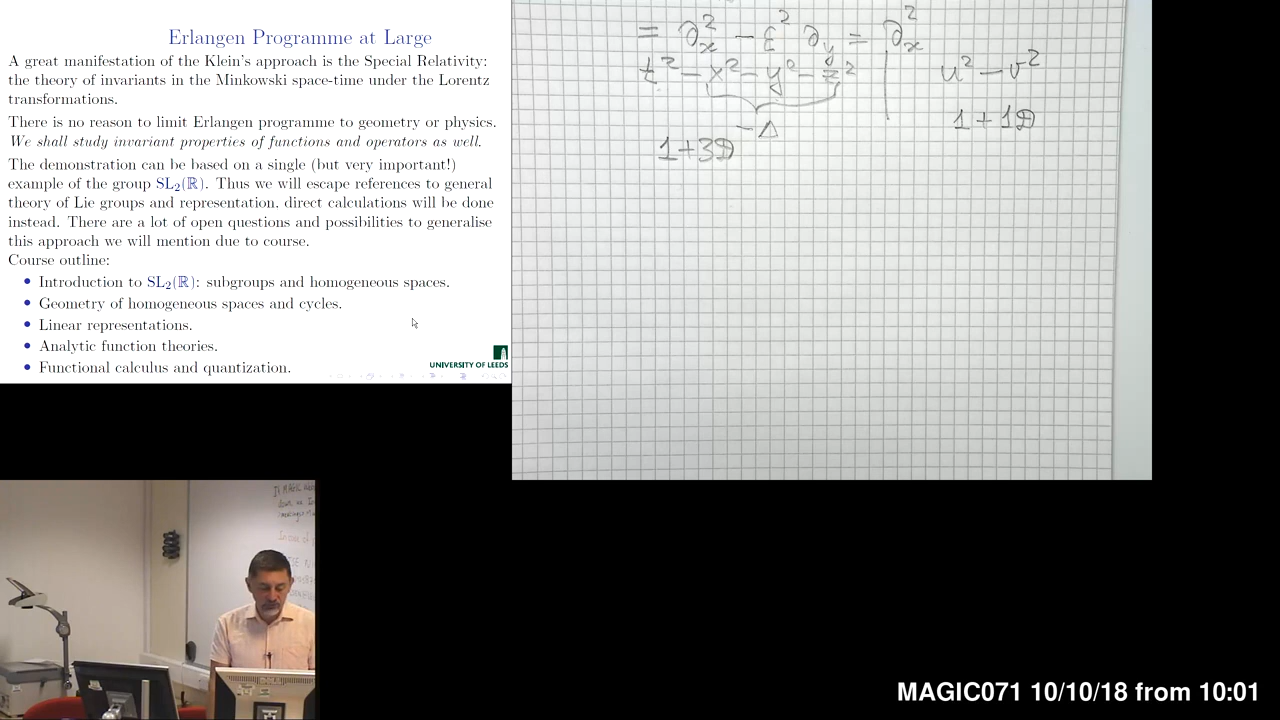 Erlangen Programme at Large
A great manifestation of the Klein's approach is the Special Relativity:
the theory of invariants in the Minkowski space-time under the Lorentz
transformations.
There is no reason to limit Erlangen programme to geometry or physics.
We shall study invariant properties of functions and operators as well.
The demonstration can be based on a single (but very important!)
example of the group SL₂(ℝ). Thus we will escape references to general
theory of Lie groups and representation, direct calculations will be done
instead. There are a lot of open questions and possibilities to generalise
this approach we will mention due to course.
Course outline:
• Introduction to SL₂(ℝ): subgroups and homogeneous spaces.
• Geometry of homogeneous spaces and cycles.
• Linear representations.
• Analytic function theories.
• Functional calculus and quantization.
UNIVERSITY OF LEEDS
= ∂ₓ² − ε² ∂ᵧ = ∂ₓ²
t² − x² − y² − z²
u² − v²
− Δ
1+3D
1+1D
MAGIC071 10/10/18 from 10:01